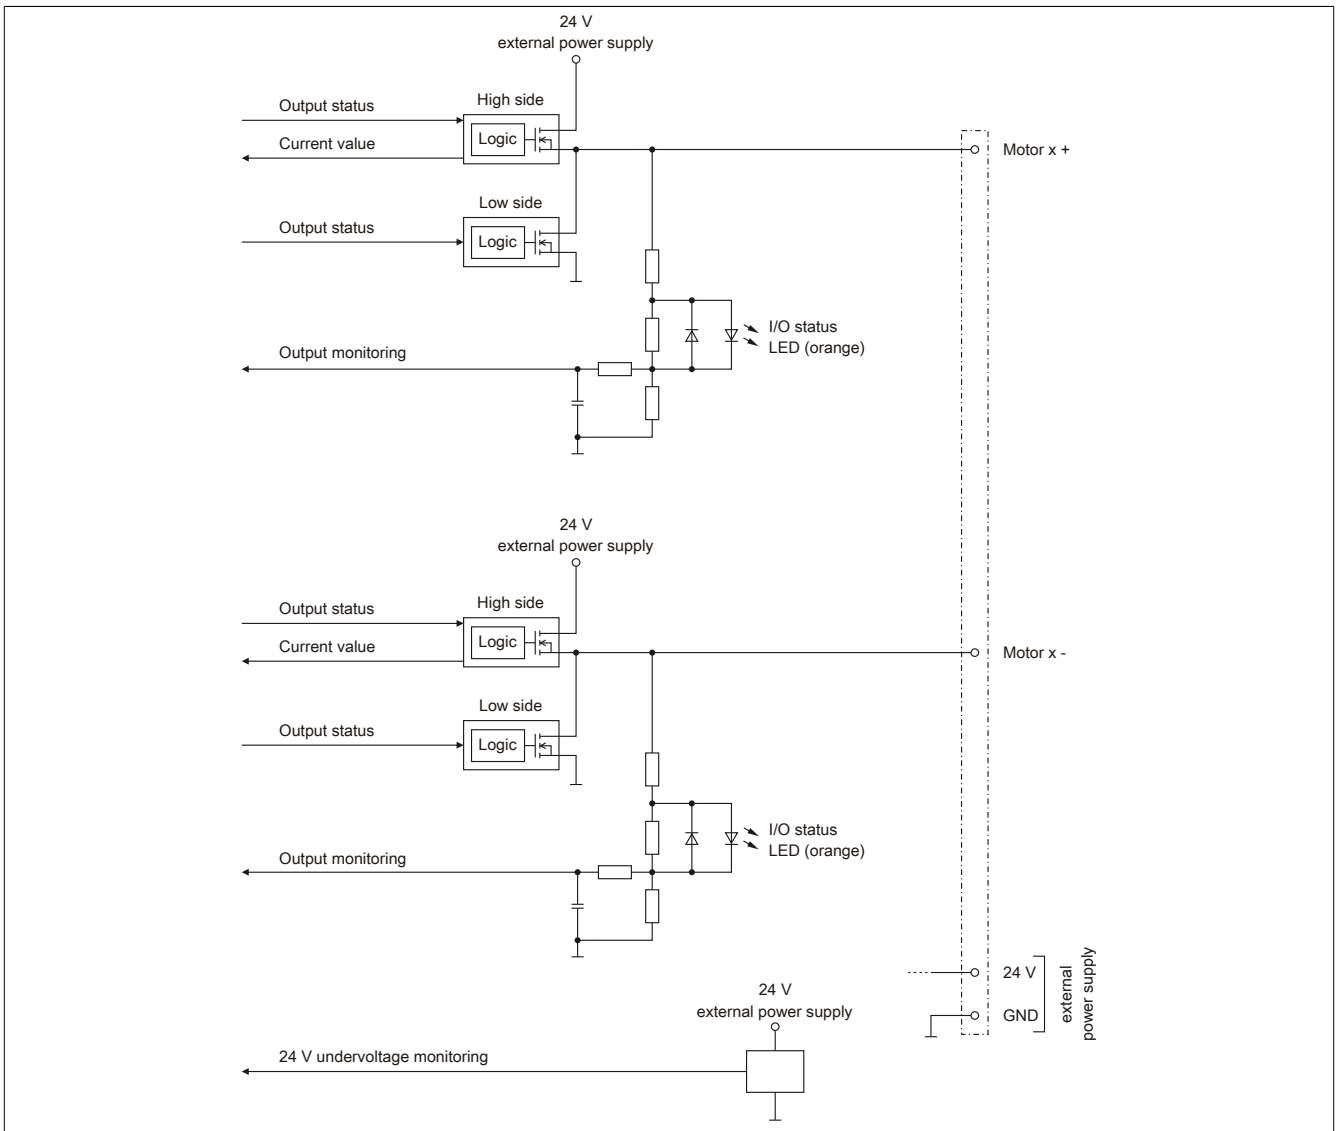 24 V
external power supply
High side
Output status
Logic
Current value
Motor x +
Low side
Output status
Logic
I/O status
LED (orange)
Output monitoring
24 V
external power supply
High side
Output status
Logic
Current value
Motor x -
Low side
Output status
Logic
I/O status
LED (orange)
Output monitoring
24 V
GND
external
power supply
24 V
external power supply
24 V undervoltage monitoring